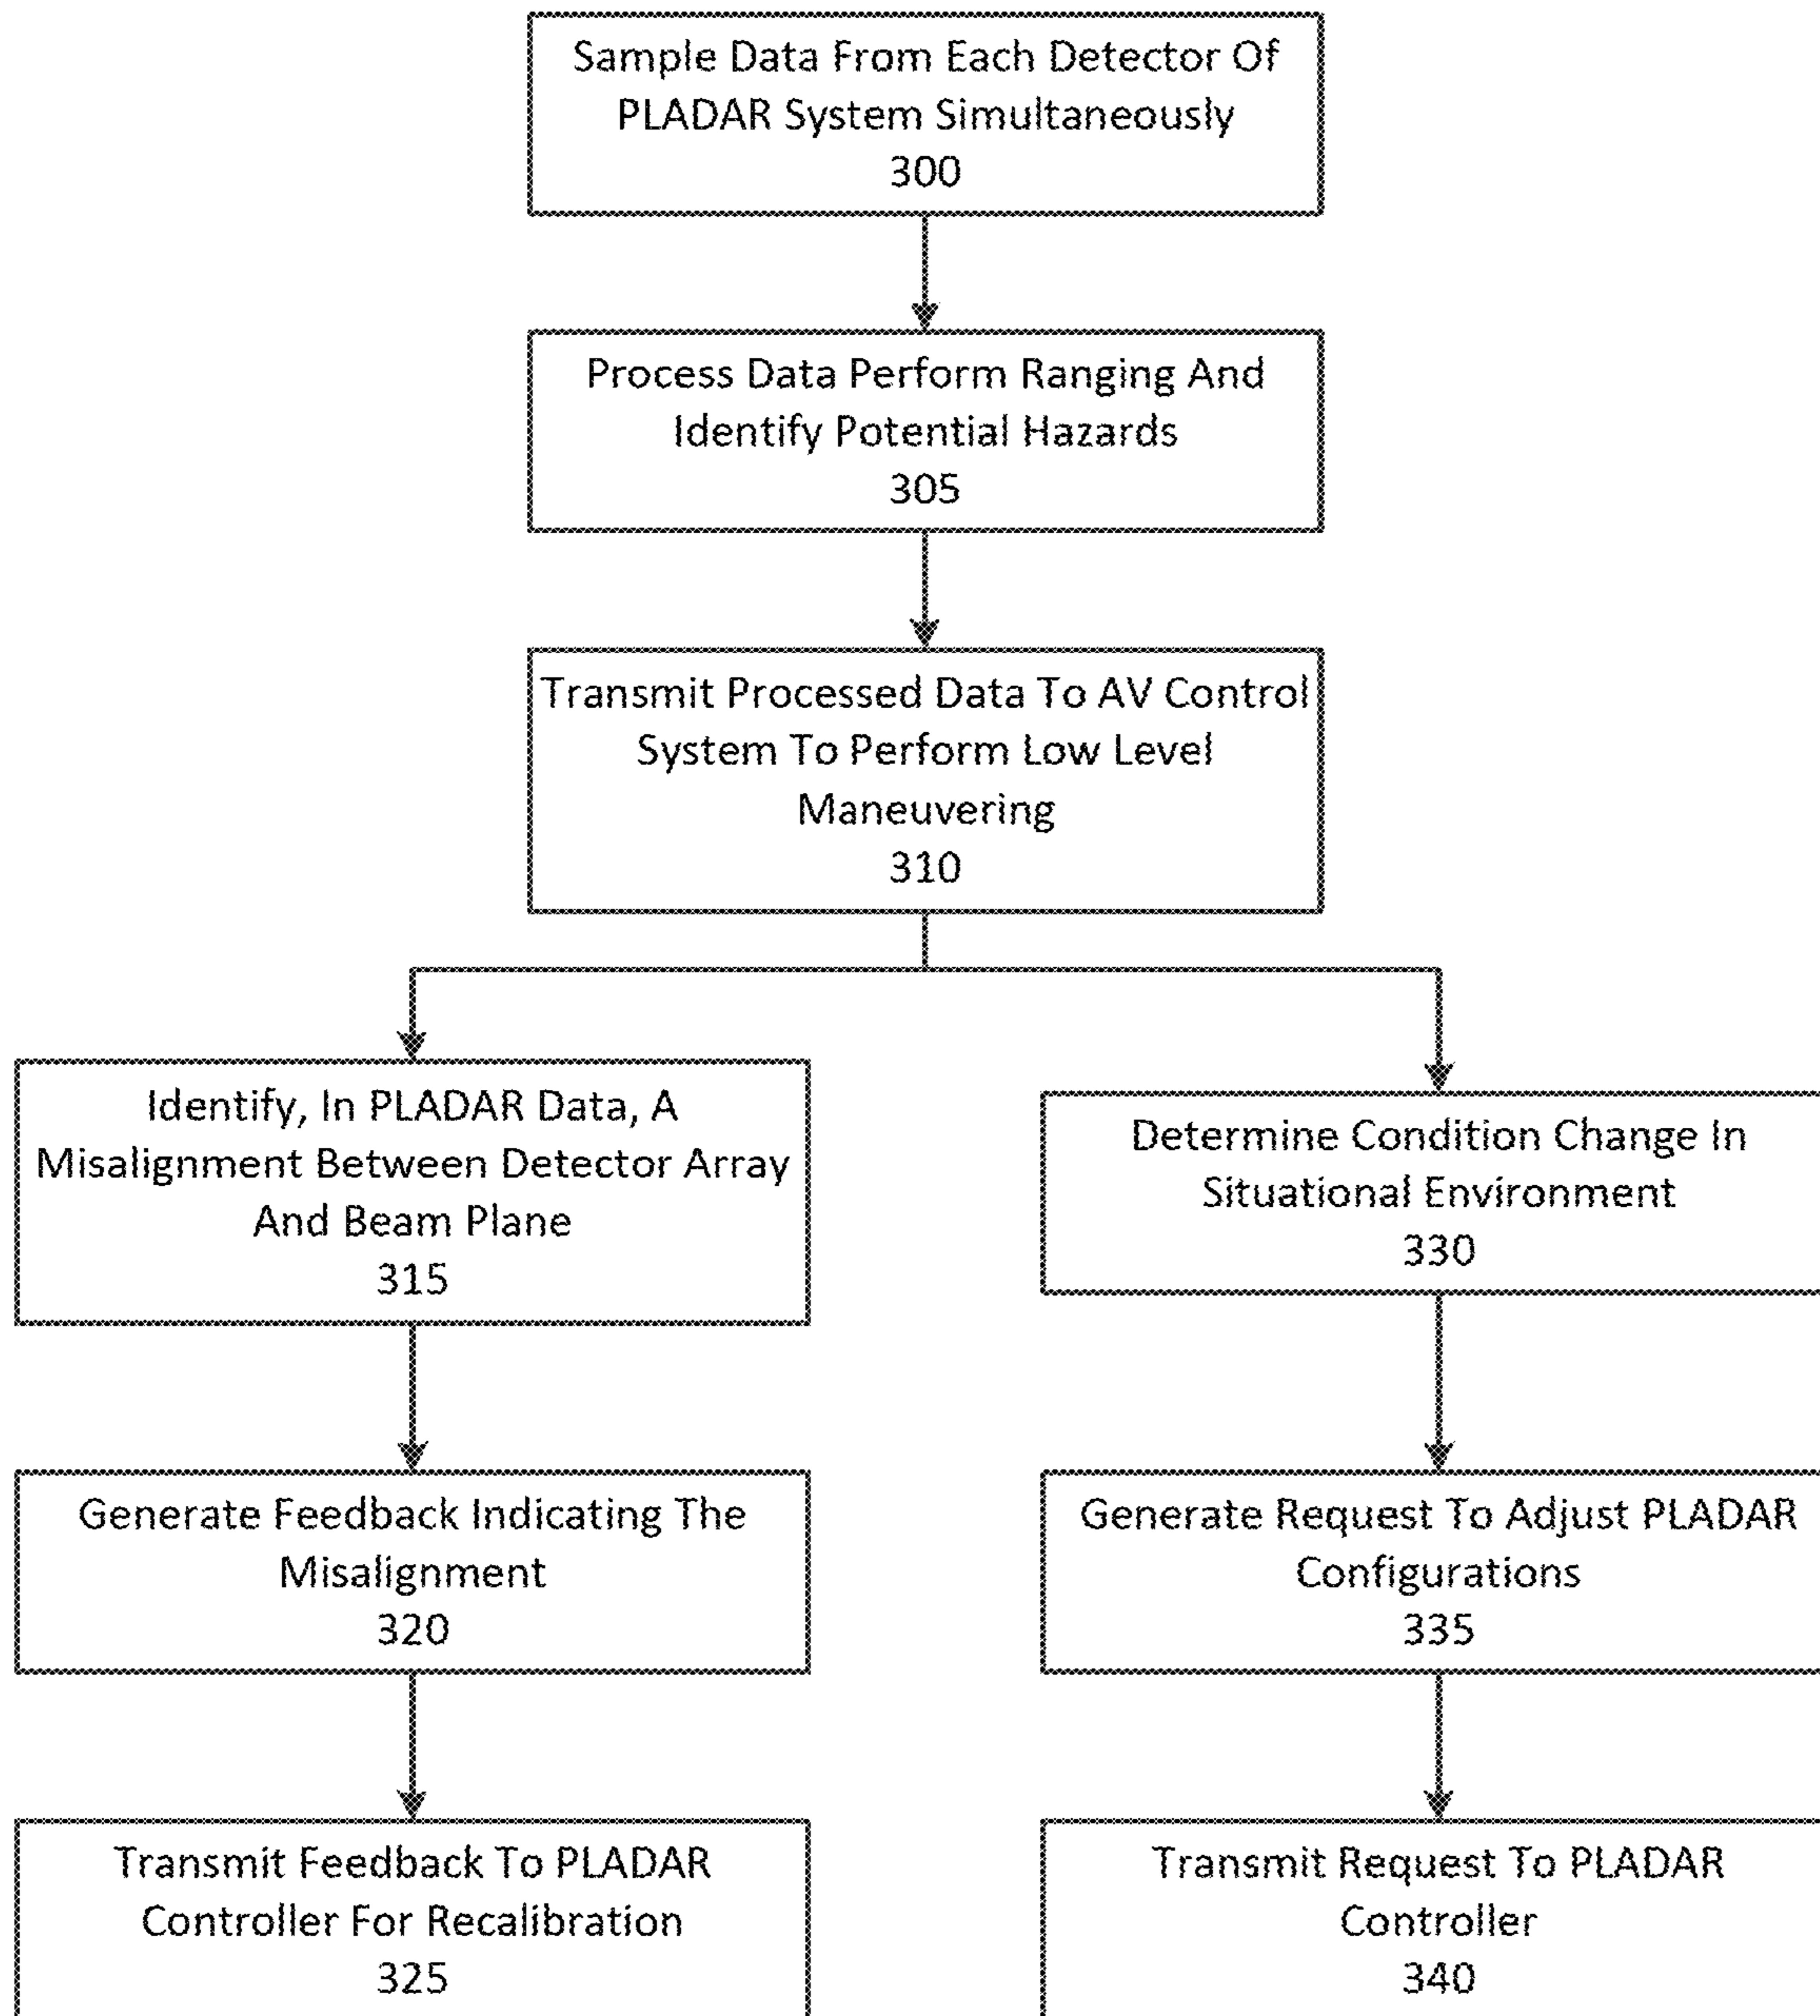 Sample Data From Each Detector Of
PLADAR System Simultaneously
300
Process Data Perform Ranging And
Identify Potential Hazards
305
Transmit Processed Data To AV Control
System To Perform Low Level
Maneuvering
310
Identify, In PLADAR Data, A
Misalignment Between Detector Array
And Beam Plane
315
Generate Feedback Indicating The
Misalignment
320
Transmit Feedback To PLADAR
Controller For Recalibration
325
Determine Condition Change In
Situational Environment
330
Generate Request To Adjust PLADAR
Configurations
335
Transmit Request To PLADAR
Controller
340